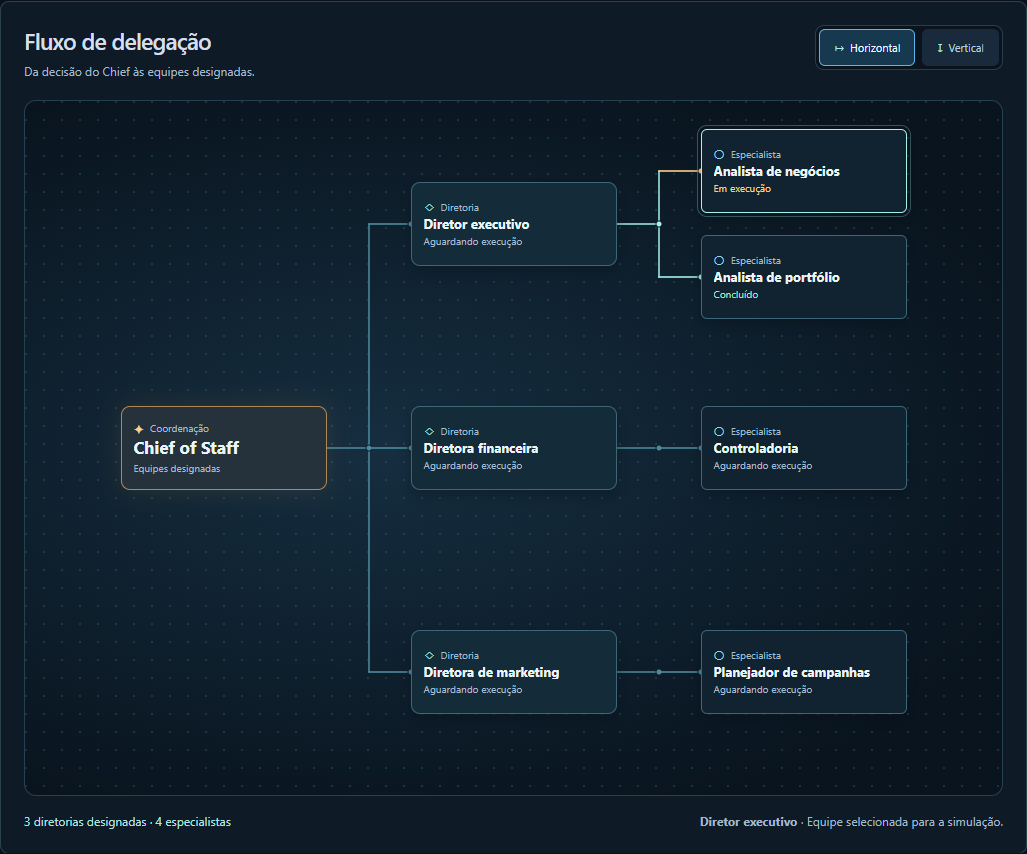 Fluxo de delegação
Da decisão do Chief às equipes designadas.
↦ Horizontal
↧ Vertical
Especialista
Analista de negócios
Em execução
Diretoria
Diretor executivo
Aguardando execução
Especialista
Analista de portfólio
Concluído
Coordenação
Chief of Staff
Equipes designadas
Diretoria
Diretora financeira
Aguardando execução
Especialista
Controladoria
Aguardando execução
Diretoria
Diretora de marketing
Aguardando execução
Especialista
Planejador de campanhas
Aguardando execução
3 diretorias designadas · 4 especialistas
Diretor executivo · Equipe selecionada para a simulação.